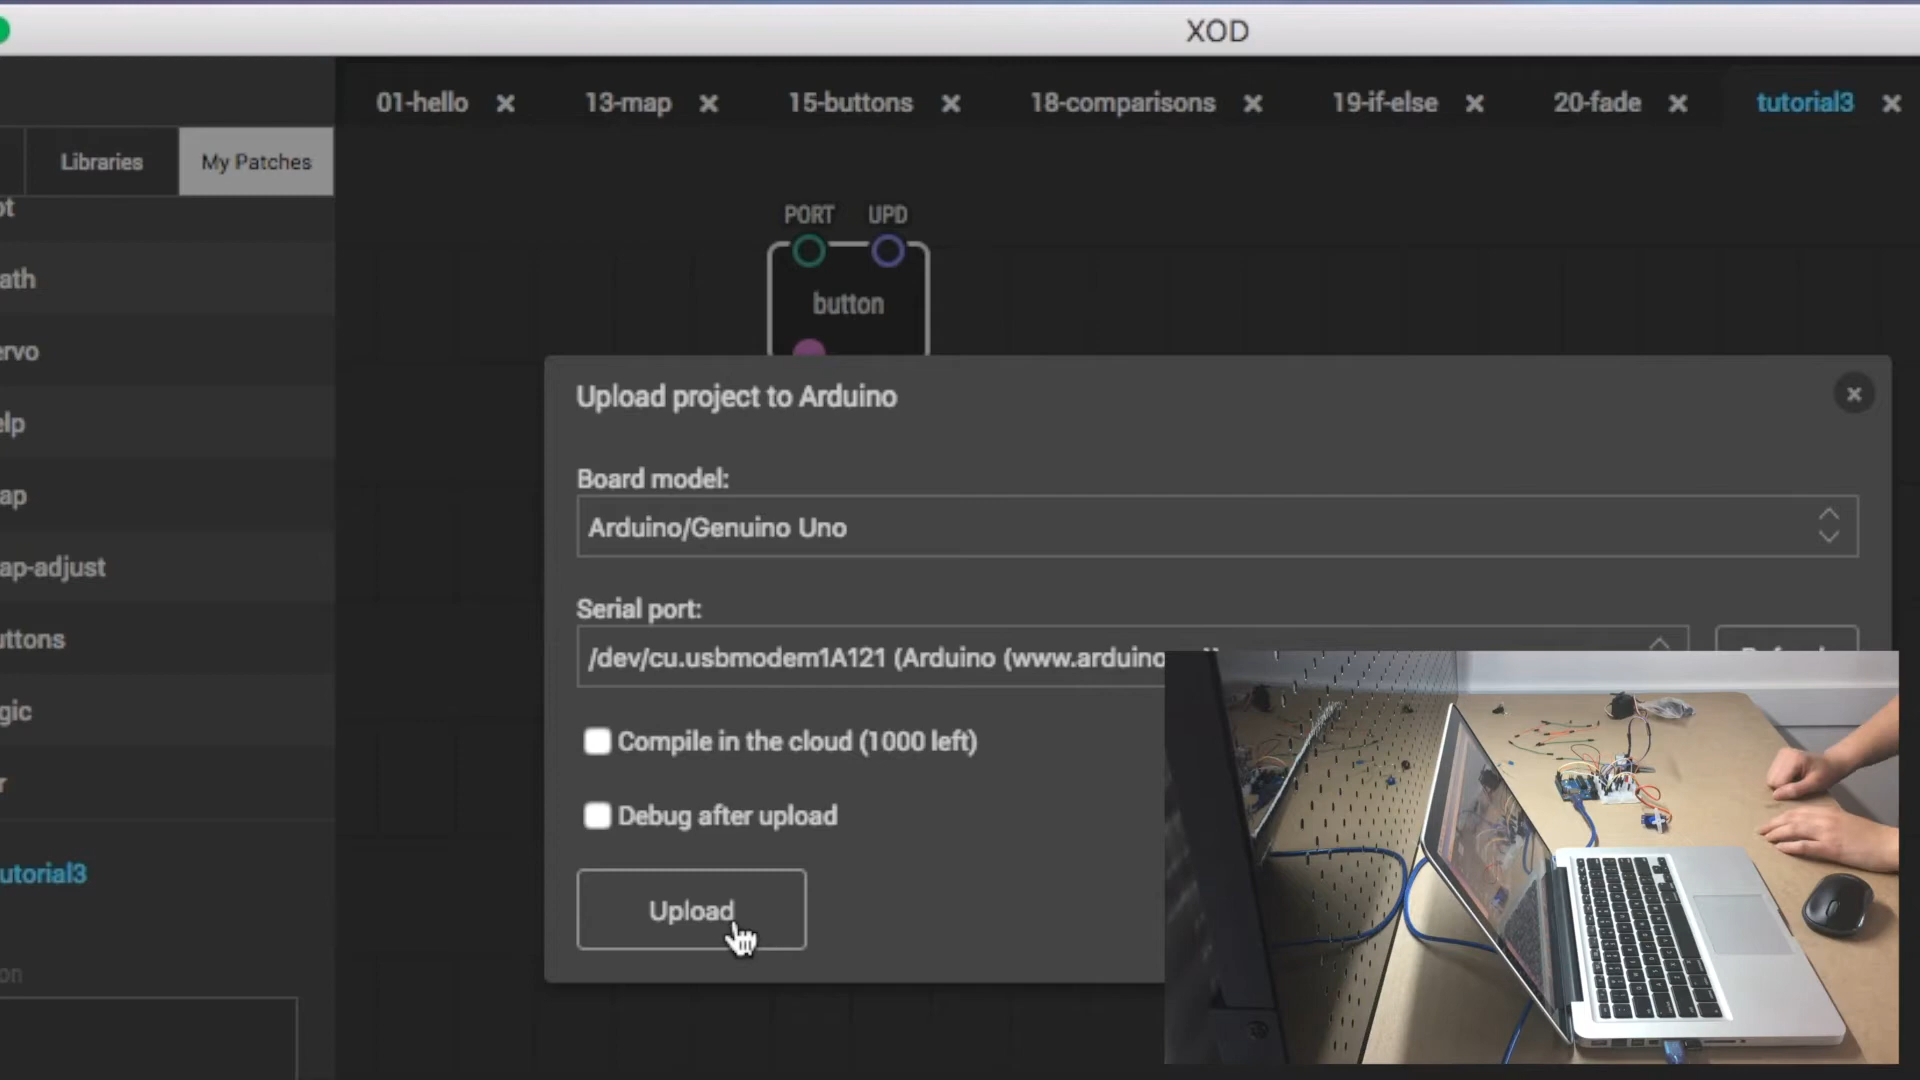 XOD
01-hello
13-map
15-buttons
18-comparisons
19-if-else
20-fade
tutorial3
Libraries
My Patches
PORT UPD
button
Upload project to Arduino
Board model:
Arduino/Genuino Uno
Serial port:
/dev/cu.usbmodem1A121 (Arduino (www.arduino
Compile in the cloud (1000 left)
Debug after upload
Upload
ath
ervo
elp
ap
ap-adjust
uttons
gic
r
utorial3
on